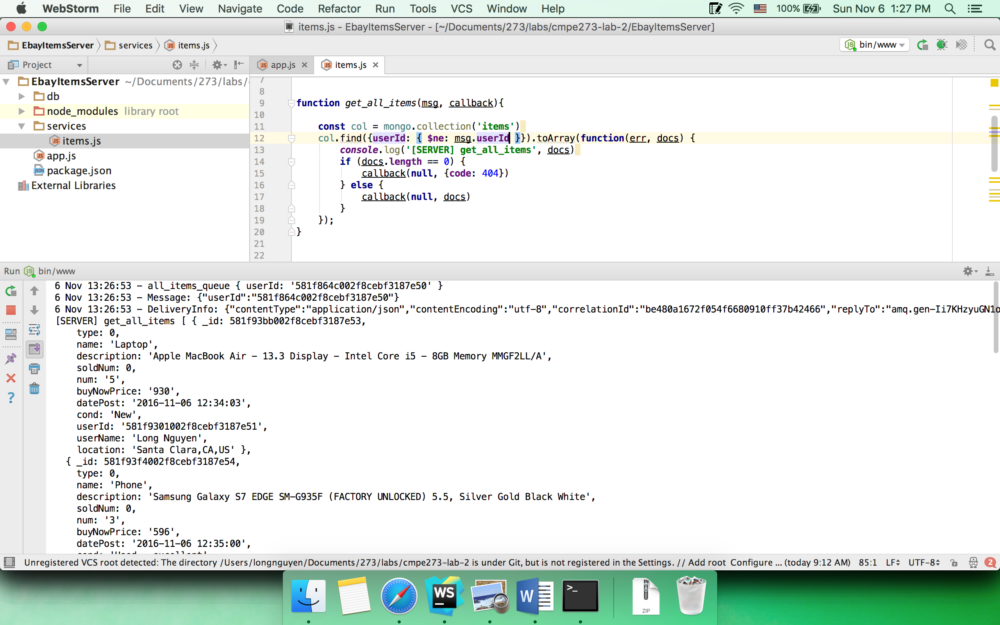 WebStorm File Edit View Navigate Code Refactor Run Tools VCS Window Help 100% Sun Nov 6 1:27 PM
items.js - EbayItemsServer - [~/Documents/273/labs/cmpe273-lab-2/EbayItemsServer]
EbayItemsServer services items.js bin/www
Project app.js items.js
EbayItemsServer ~/Documents/273/labs/
db
node_modules library root
services
items.js
app.js
package.json
External Libraries
7
8
9 function get_all_items(msg, callback){
10
11 const col = mongo.collection('items')
12 col.find({userId: { $ne: msg.userId }}).toArray(function(err, docs) {
13 console.log('[SERVER] get_all_items', docs)
14 if (docs.length == 0) {
15 callback(null, {code: 404})
16 } else {
17 callback(null, docs)
18 }
19 });
20 }
21
22
Run bin/www
6 Nov 13:26:53 - all_items_queue { userId: '581f864c002f8cebf3187e50' }
6 Nov 13:26:53 - Message: {"userId":"581f864c002f8cebf3187e50"}
6 Nov 13:26:53 - DeliveryInfo: {"contentType":"application/json","contentEncoding":"utf-8","correlationId":"be480a1672f054f6680910ff37b42466","replyTo":"amq.gen-Ii7KHzyuGN1o
[SERVER] get_all_items [ { _id: 581f93bb002f8cebf3187e53,
type: 0,
name: 'Laptop',
description: 'Apple MacBook Air - 13.3 Display - Intel Core i5 - 8GB Memory MMGF2LL/A',
soldNum: 0,
num: '5',
buyNowPrice: '930',
datePost: '2016-11-06 12:34:03',
cond: 'New',
userId: '581f9301002f8cebf3187e51',
userName: 'Long Nguyen',
location: 'Santa Clara,CA,US' },
{ _id: 581f93f4002f8cebf3187e54,
type: 0,
name: 'Phone',
description: 'Samsung Galaxy S7 EDGE SM-G935F (FACTORY UNLOCKED) 5.5, Silver Gold Black White',
soldNum: 0,
num: '3',
buyNowPrice: '596',
datePost: '2016-11-06 12:35:00',
Unregistered VCS root detected: The directory /Users/longnguyen/Documents/273/labs/cmpe273-lab-2 is under Git, but is not registered in the Settings. // Add root Configure ... (today 9:12 AM) 85:1 LF UTF-8 2
WS W >_ ZIP